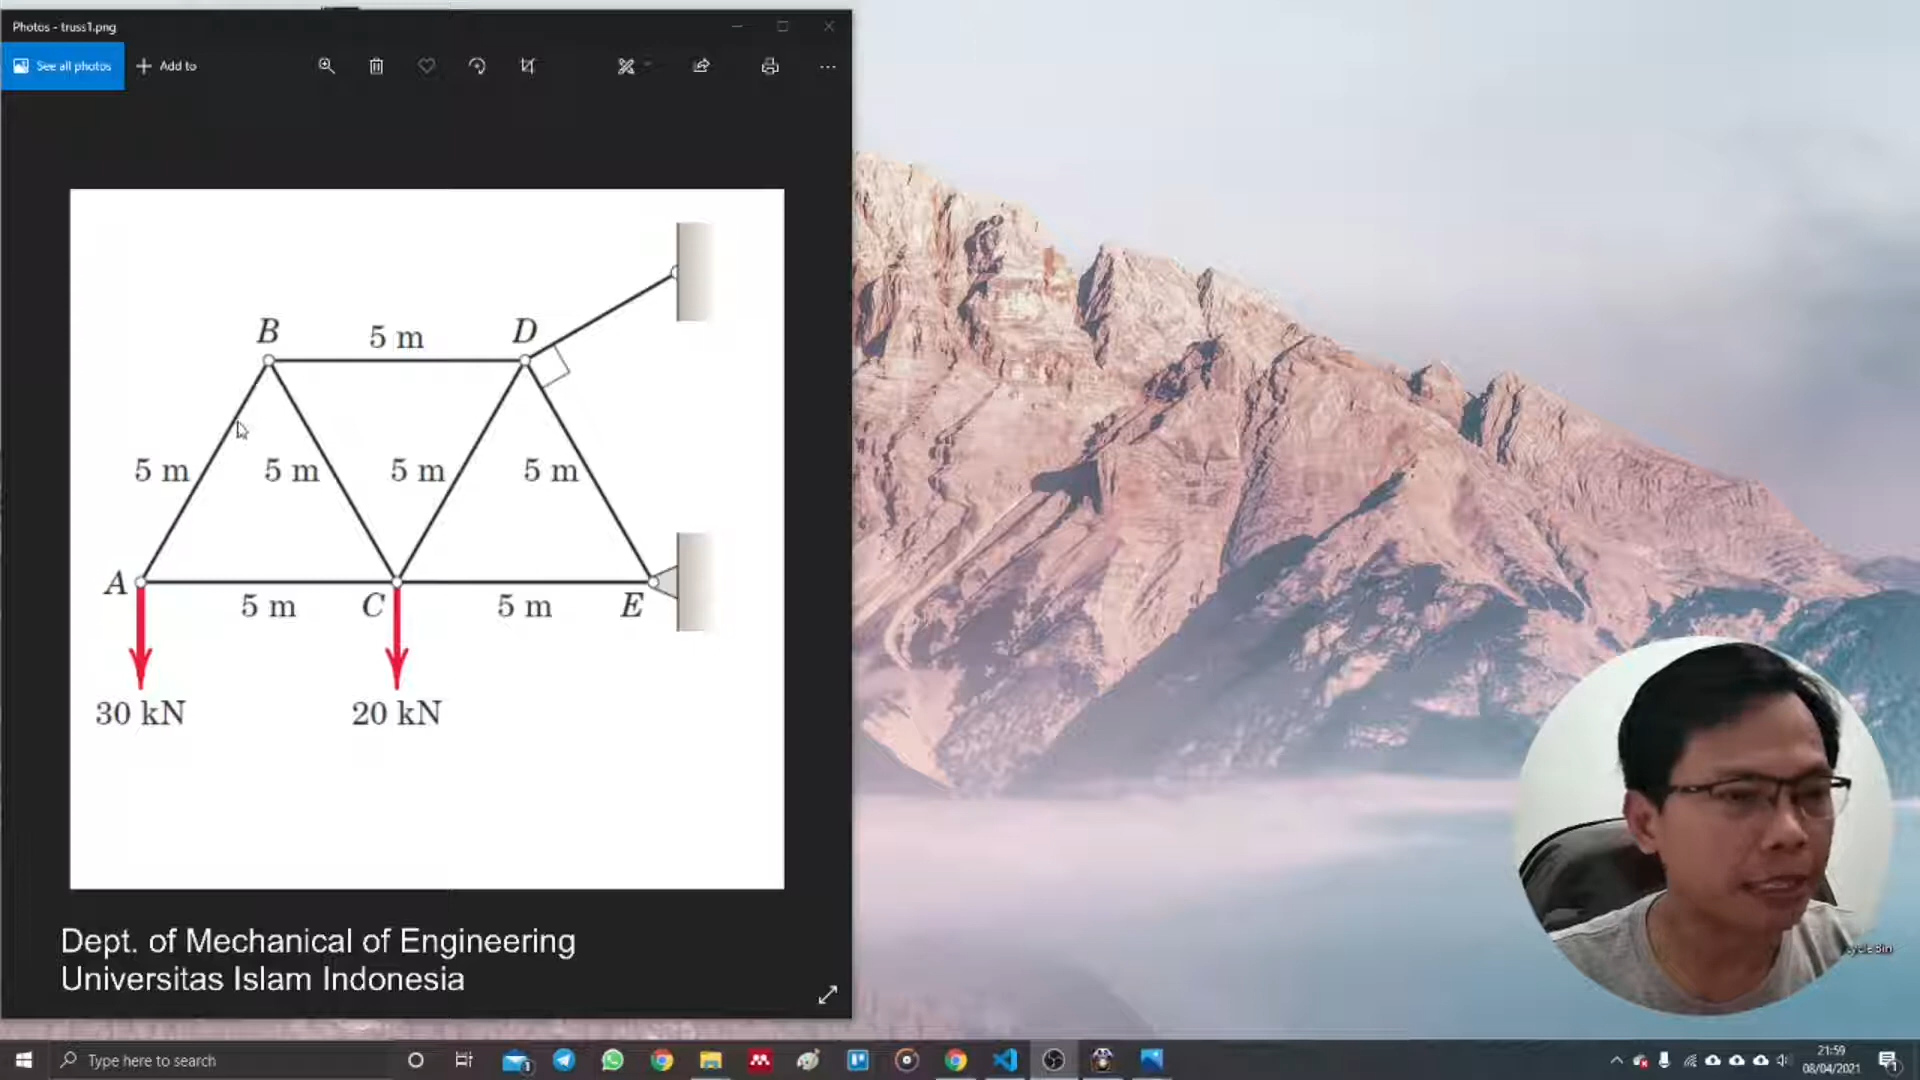 Photos - truss1.png
See all photos
Add to
B
5 m
D
5 m
5 m
5 m
5 m
A
5 m
C
5 m
E
30 kN
20 kN
Dept. of Mechanical of Engineering
Universitas Islam Indonesia
Type here to search
21:59
08/04/2021